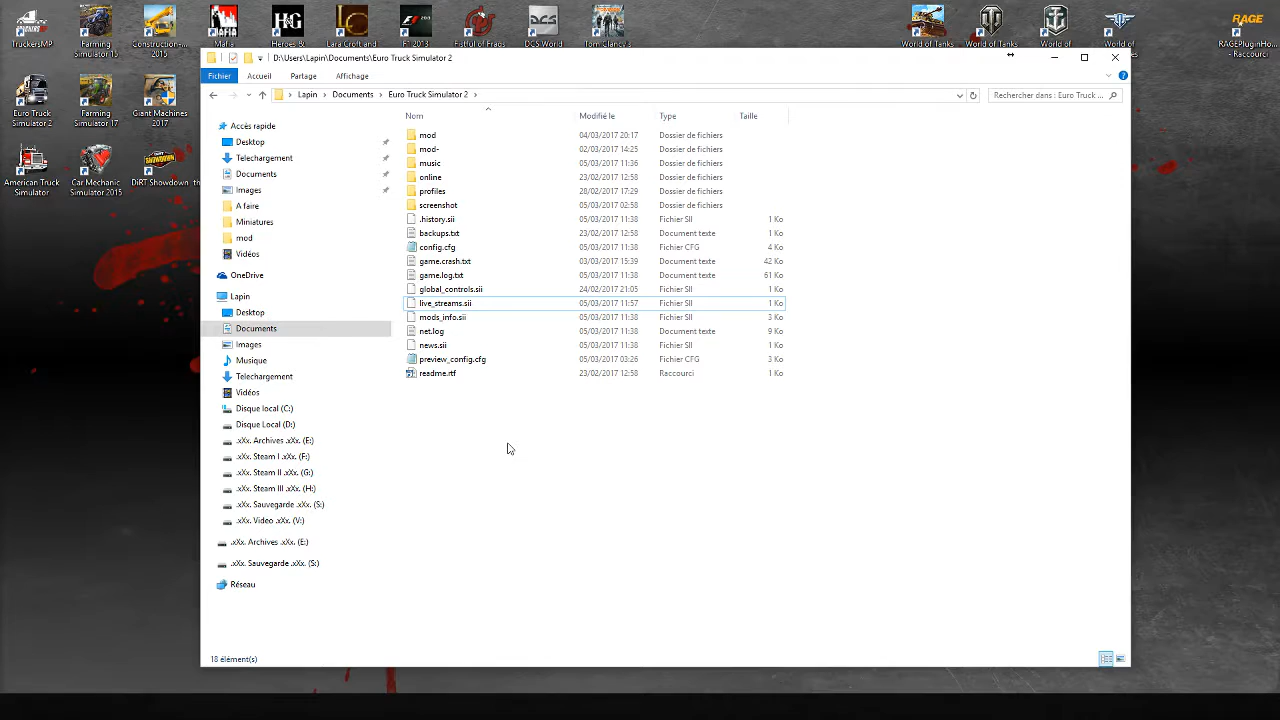 TruckersMP
Farming Simulator 15
Construction-... 2015
Mafia
Heroes &
Lara Croft and
F1 2013
Fistful of Frags
DCS World
Tom Clancy's
World of Tanks
World of Tanks
World of
World of
RAGE
RAGEPluginHo...
- Raccourci
Euro Truck Simulator 2
Farming Simulator 17
Giant Machines 2017
American Truck Simulator
Car Mechanic Simulator 2015
DiRT Showdown
D:\Users\Lapin\Documents\Euro Truck Simulator 2
Fichier Accueil Partage Affichage
Lapin > Documents > Euro Truck Simulator 2 >
Rechercher dans : Euro Truck ...
Nom Modifié le Type Taille
mod 04/03/2017 20:17 Dossier de fichiers
mod- 02/03/2017 14:25 Dossier de fichiers
music 05/03/2017 11:36 Dossier de fichiers
online 23/02/2017 12:58 Dossier de fichiers
profiles 28/02/2017 17:29 Dossier de fichiers
screenshot 05/03/2017 02:58 Dossier de fichiers
.history.sii 05/03/2017 11:38 Fichier SII 1 Ko
backups.txt 23/02/2017 12:58 Document texte 1 Ko
config.cfg 05/03/2017 11:38 Fichier CFG 4 Ko
game.crash.txt 03/03/2017 15:39 Document texte 42 Ko
game.log.txt 05/03/2017 11:38 Document texte 61 Ko
global_controls.sii 24/02/2017 21:05 Fichier SII 1 Ko
live_streams.sii 05/03/2017 11:57 Fichier SII 1 Ko
mods_info.sii 05/03/2017 11:38 Fichier SII 3 Ko
net.log 05/03/2017 11:38 Document texte 9 Ko
news.sii 05/03/2017 11:38 Fichier SII 1 Ko
preview_config.cfg 05/03/2017 03:26 Fichier CFG 3 Ko
readme.rtf 23/02/2017 12:58 Raccourci 1 Ko
Accès rapide
Desktop
Telechargement
Documents
Images
A faire
Miniatures
mod
Vidéos
OneDrive
Lapin
Desktop
Documents
Images
Musique
Telechargement
Vidéos
Disque local (C:)
Disque Local (D:)
.xXx. Archives .xXx. (E:)
.xXx. Steam I .xXx. (F:)
.xXx. Steam II .xXx. (G:)
.xXx. Steam III .xXx. (H:)
.xXx. Sauvegarde .xXx. (S:)
.xXx. Video .xXx. (V:)
.xXx. Archives .xXx. (E:)
.xXx. Sauvegarde .xXx. (S:)
Réseau
18 élément(s)